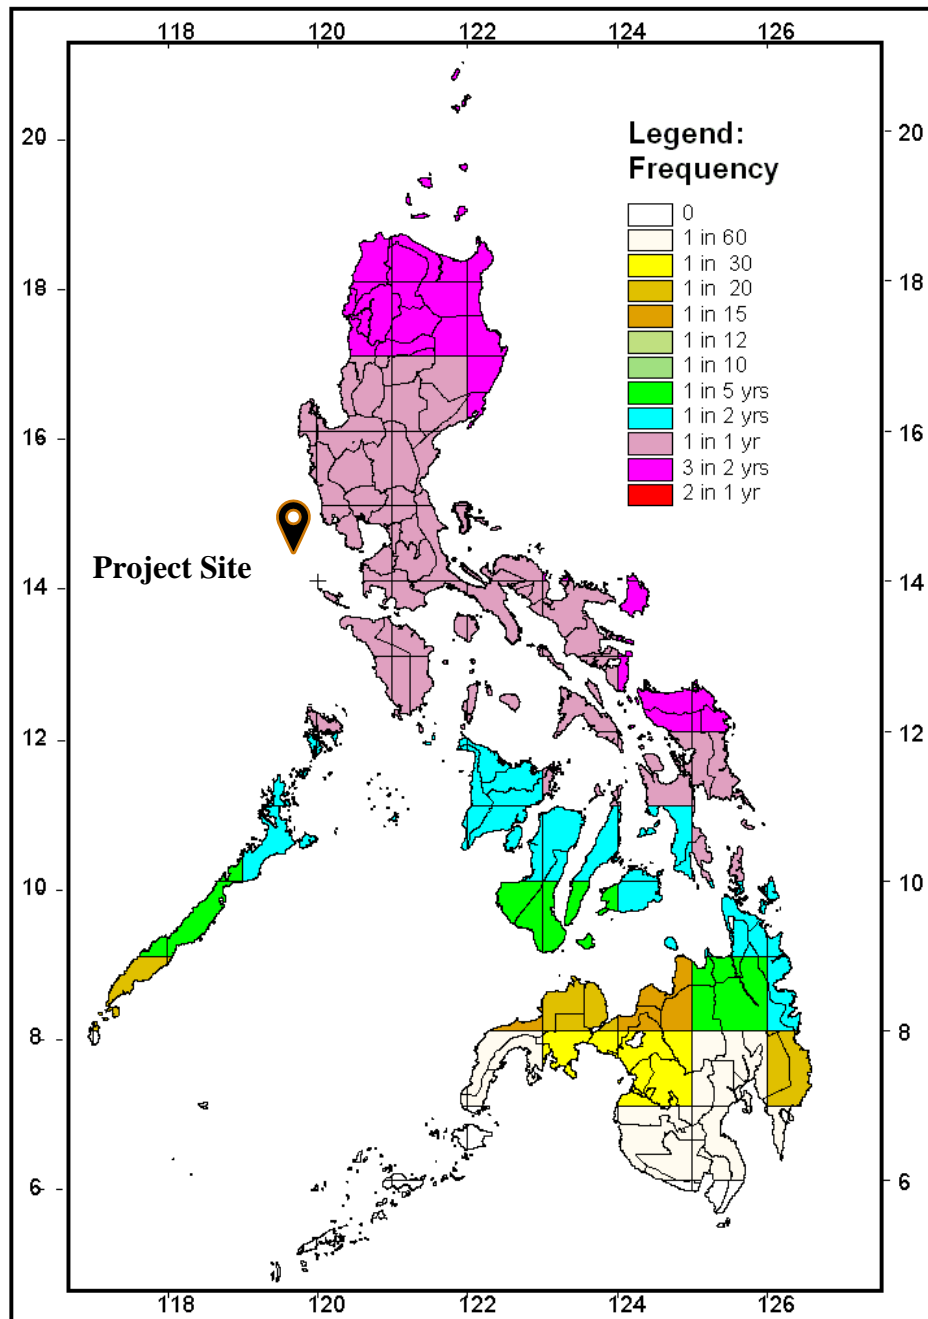 118 120 122 124 126
20 20
Legend:
Frequency
0
1 in 60
1 in 30
1 in 20
1 in 15
1 in 12
1 in 10
1 in 5 yrs
1 in 2 yrs
1 in 1 yr
3 in 2 yrs
2 in 1 yr
18 18
16 16
Project Site
14 14
12 12
10 10
8 8
6 6
118 120 122 124 126